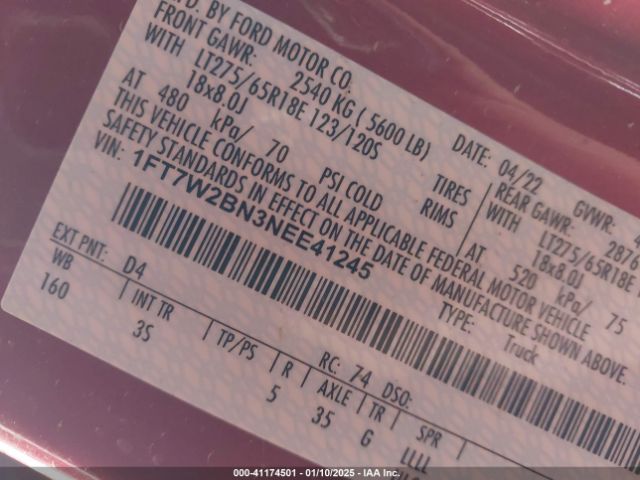 MFD. BY FORD MOTOR CO.
DATE: 04/22 GVWR:
FRONT GAWR: 2540 KG ( 5600 LB) REAR GAWR: 2876
WITH LT275/65R18E 123/120S TIRES WITH LT275/65R18E
18x8.0J RIMS 18x8.0J
AT 480 kPa/ 70 PSI COLD AT 520 kPa/ 75
THIS VEHICLE CONFORMS TO ALL APPLICABLE FEDERAL MOTOR VEHICLE
SAFETY STANDARDS IN EFFECT ON THE DATE OF MANUFACTURE SHOWN ABOVE.
VIN: 1FT7W2BN3NEE41245 TYPE: Truck
EXT PNT: D4 RC: 74 DSO:
WB INT TR TP/PS R AXLE TR SPR
160 3S 5 35 G LLLL
000-41174501 - 01/10/2025 - IAA Inc.